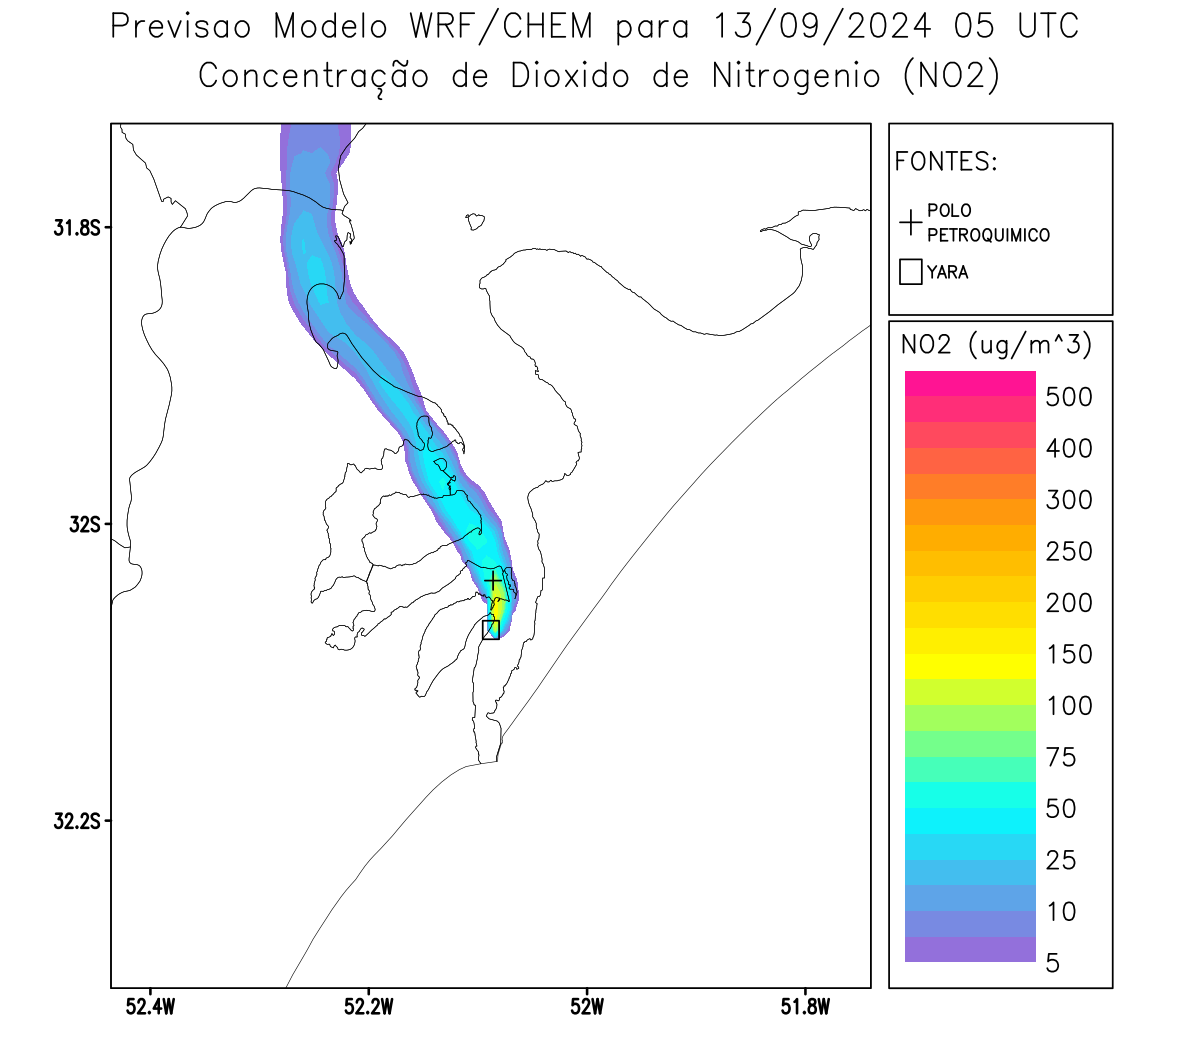 Previsao Modelo WRF/CHEM para 13/09/2024 05 UTC
Concentração de Dioxido de Nitrogenio (NO2)
FONTES:
POLO
PETROQUIMICO
YARA
NO2 (ug/m^3)
500
400
300
250
200
150
100
75
50
25
10
5
31.8S
32S
32.2S
52.4W
52.2W
52W
51.8W